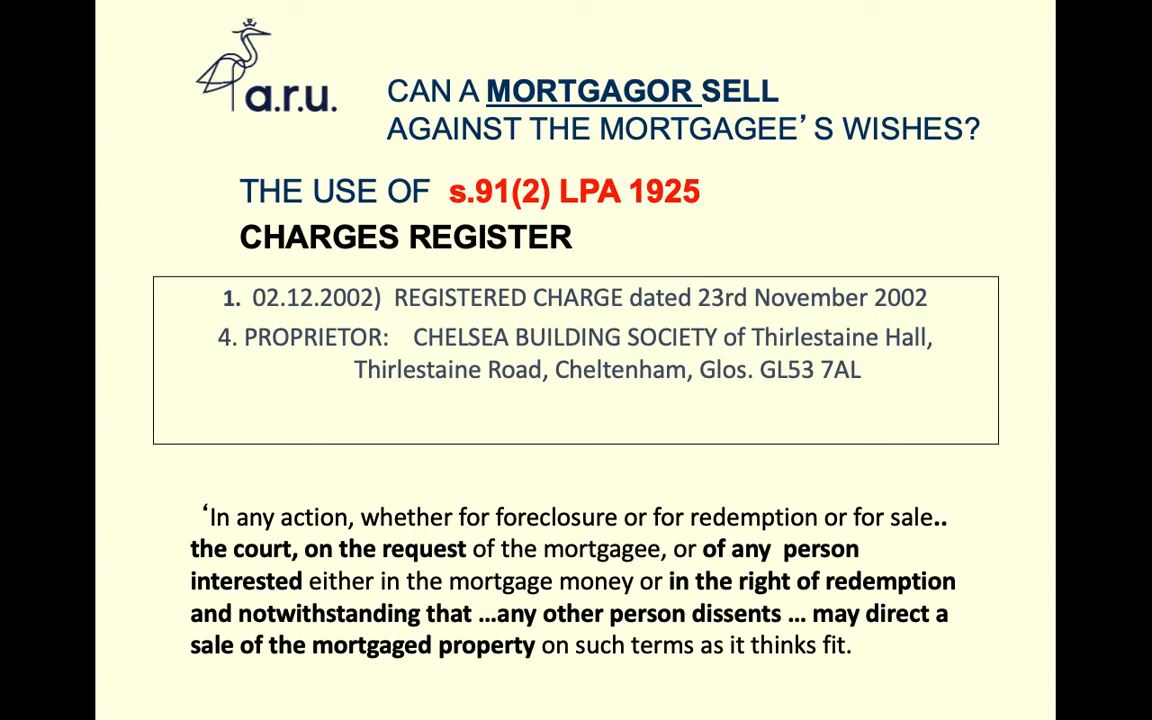 a.r.u.
CAN A MORTGAGOR SELL
AGAINST THE MORTGAGEE’S WISHES?
THE USE OF s.91(2) LPA 1925
CHARGES REGISTER
1. 02.12.2002) REGISTERED CHARGE dated 23rd November 2002
4. PROPRIETOR: CHELSEA BUILDING SOCIETY of Thirlestaine Hall,
Thirlestaine Road, Cheltenham, Glos. GL53 7AL
‘In any action, whether for foreclosure or for redemption or for sale..
the court, on the request of the mortgagee, or of any person
interested either in the mortgage money or in the right of redemption
and notwithstanding that …any other person dissents … may direct a
sale of the mortgaged property on such terms as it thinks fit.